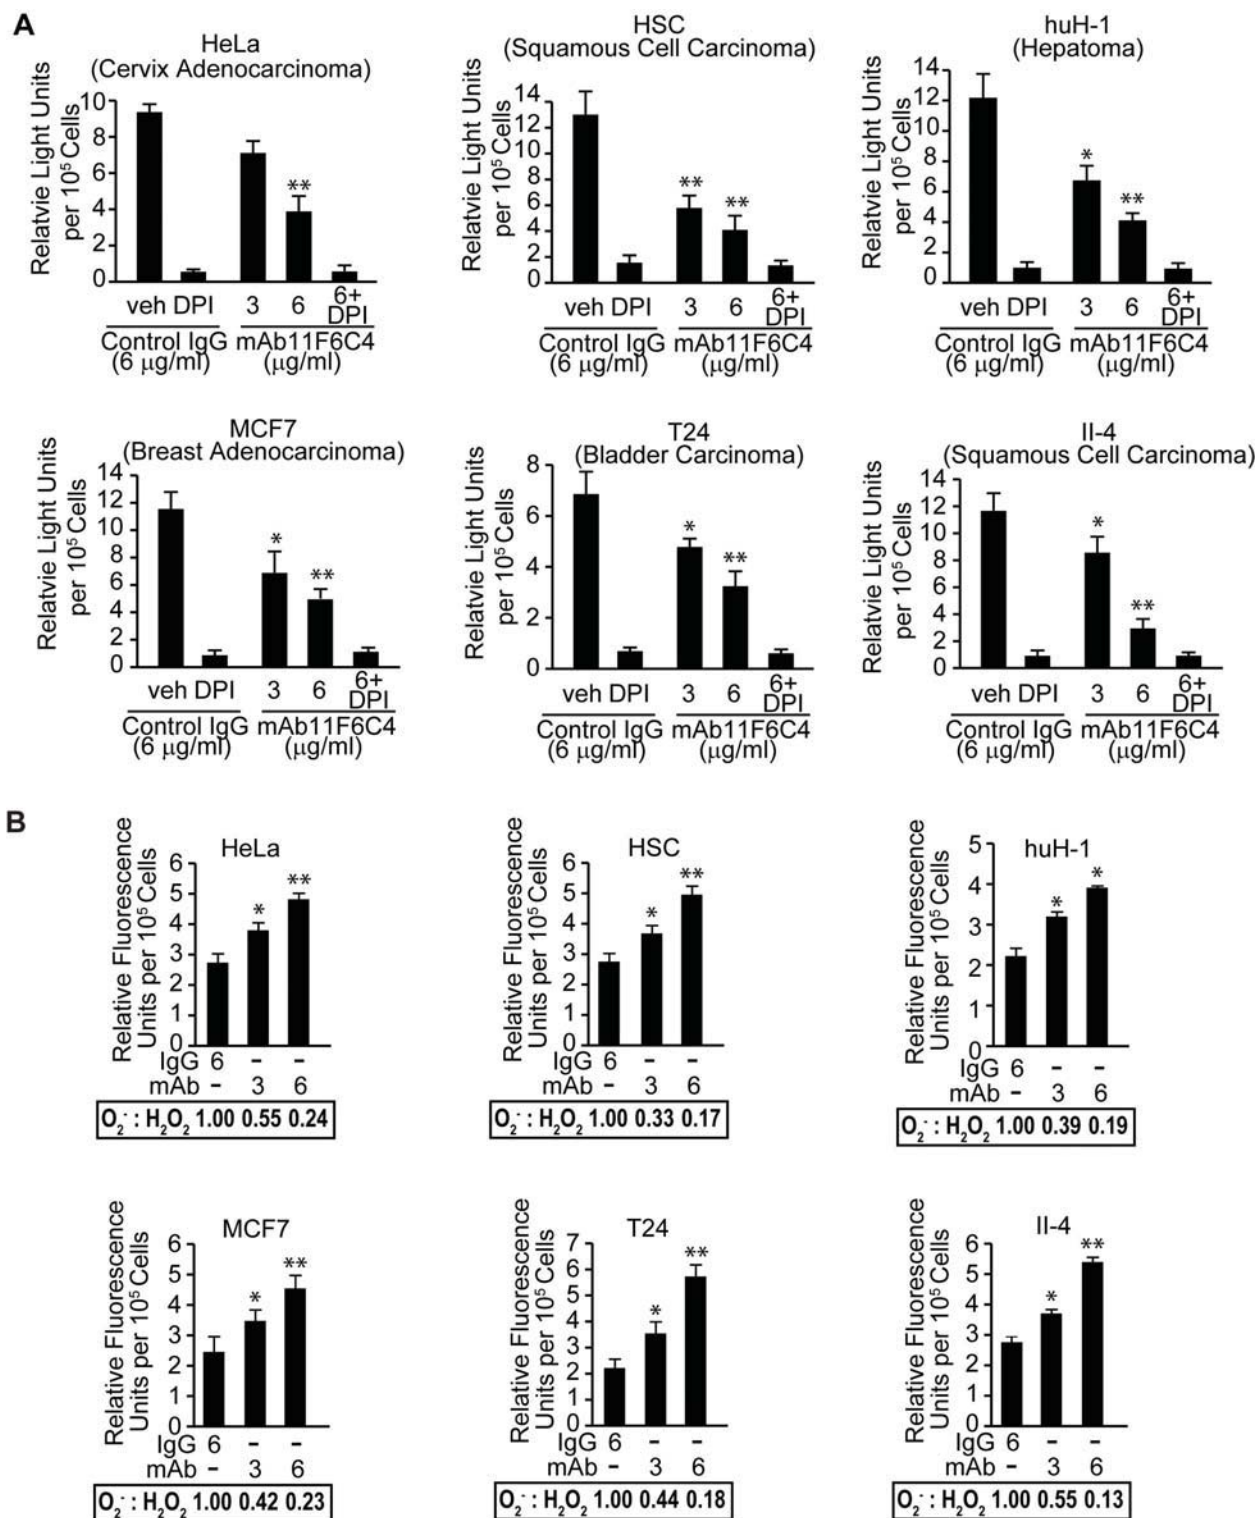 A
HeLa
(Cervix Adenocarcinoma)
Relatvie Light Units
per 10⁵ Cells
10
8
6
4
2
0
**
veh DPI
3
6
6+
DPI
Control IgG
(6 μg/ml)
mAb11F6C4
(μg/ml)
HSC
(Squamous Cell Carcinoma)
Relatvie Light Units
per 10⁵ Cells
14
12
10
8
6
4
2
0
**
**
veh DPI
3
6
6+
DPI
Control IgG
(6 μg/ml)
mAb11F6C4
(μg/ml)
huH-1
(Hepatoma)
Relatvie Light Units
per 10⁵ Cells
14
12
10
8
6
4
2
0
*
**
veh DPI
3
6
6+
DPI
Control IgG
(6 μg/ml)
mAb11F6C4
(μg/ml)
MCF7
(Breast Adenocarcinoma)
Relatvie Light Units
per 10⁵ Cells
14
12
10
8
6
4
2
0
*
**
veh DPI
3
6
6+
DPI
Control IgG
(6 μg/ml)
mAb11F6C4
(μg/ml)
T24
(Bladder Carcinoma)
Relatvie Light Units
per 10⁵ Cells
8
6
4
2
0
*
**
veh DPI
3
6
6+
DPI
Control IgG
(6 μg/ml)
mAb11F6C4
(μg/ml)
II-4
(Squamous Cell Carcinoma)
Relatvie Light Units
per 10⁵ Cells
14
12
10
8
6
4
2
0
*
**
veh DPI
3
6
6+
DPI
Control IgG
(6 μg/ml)
mAb11F6C4
(μg/ml)
B
HeLa
Relative Fluorescence
Units per 10⁵ Cells
6
5
4
3
2
1
0
*
**
IgG 6 - -
mAb - 3 6
O₂⁻ : H₂O₂ 1.00 0.55 0.24
HSC
Relative Fluorescence
Units per 10⁵ Cells
6
5
4
3
2
1
0
*
**
IgG 6 - -
mAb - 3 6
O₂⁻ : H₂O₂ 1.00 0.33 0.17
huH-1
Relative Fluorescence
Units per 10⁵ Cells
5
4
3
2
1
0
*
*
IgG 6 - -
mAb - 3 6
O₂⁻ : H₂O₂ 1.00 0.39 0.19
MCF7
Relative Fluorescence
Units per 10⁵ Cells
6
5
4
3
2
1
0
*
**
IgG 6 - -
mAb - 3 6
O₂⁻ : H₂O₂ 1.00 0.42 0.23
T24
Relative Fluorescence
Units per 10⁵ Cells
7
6
5
4
3
2
1
0
*
**
IgG 6 - -
mAb - 3 6
O₂⁻ : H₂O₂ 1.00 0.44 0.18
II-4
Relative Fluorescence
Units per 10⁵ Cells
6
5
4
3
2
1
0
*
**
IgG 6 - -
mAb - 3 6
O₂⁻ : H₂O₂ 1.00 0.55 0.13